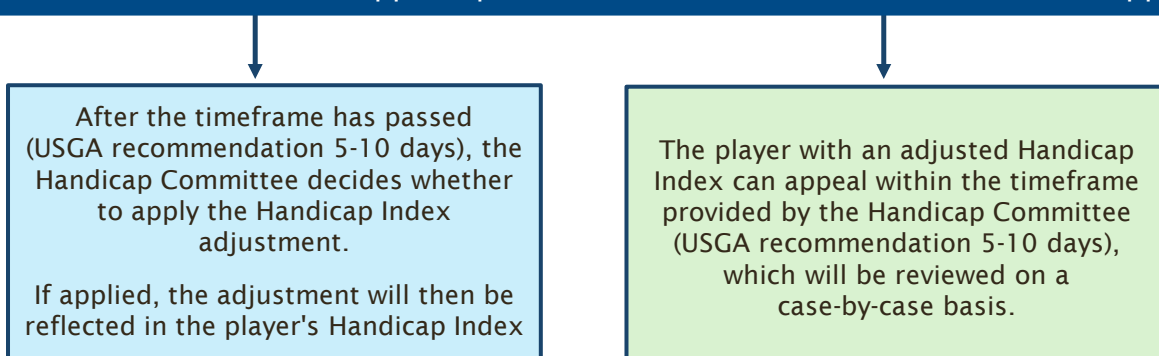 After the timeframe has passed
(USGA recommendation 5-10 days), the
Handicap Committee decides whether
to apply the Handicap Index
adjustment.
If applied, the adjustment will then be
reflected in the player's Handicap Index
The player with an adjusted Handicap
Index can appeal within the timeframe
provided by the Handicap Committee
(USGA recommendation 5-10 days),
which will be reviewed on a
case-by-case basis.